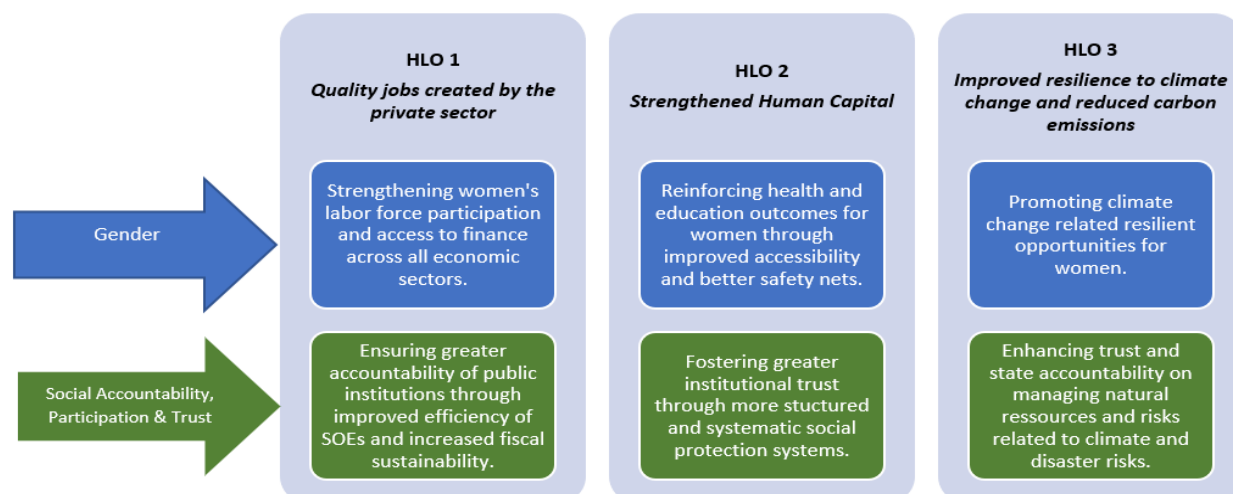 HLO 1
Quality jobs created by the
private sector
HLO 2
Strengthened Human Capital
HLO 3
Improved resilience to climate
change and reduced carbon
emissions
Gender
Strengthening women's
labor force participation
and access to finance
across all economic
sectors.
Reinforcing health and
education outcomes for
women through
improved accessibility
and better safety nets.
Promoting climate
change related resilient
opportunities for
women.
Social Accountability,
Participation & Trust
Ensuring greater
accountability of public
institutions through
improved efficiency of
SOEs and increased fiscal
sustainability.
Fostering greater
institutional trust
through more stuctured
and systematic social
protection systems.
Enhancing trust and
state accountability on
managing natural
ressources and risks
related to climate and
disaster risks.